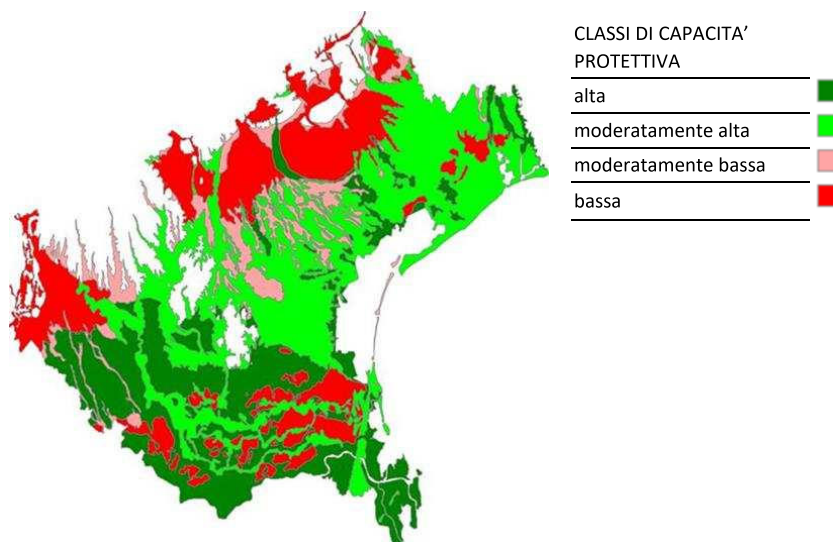 CLASSI DI CAPACITA’
PROTETTIVA
alta
moderatamente alta
moderatamente bassa
bassa